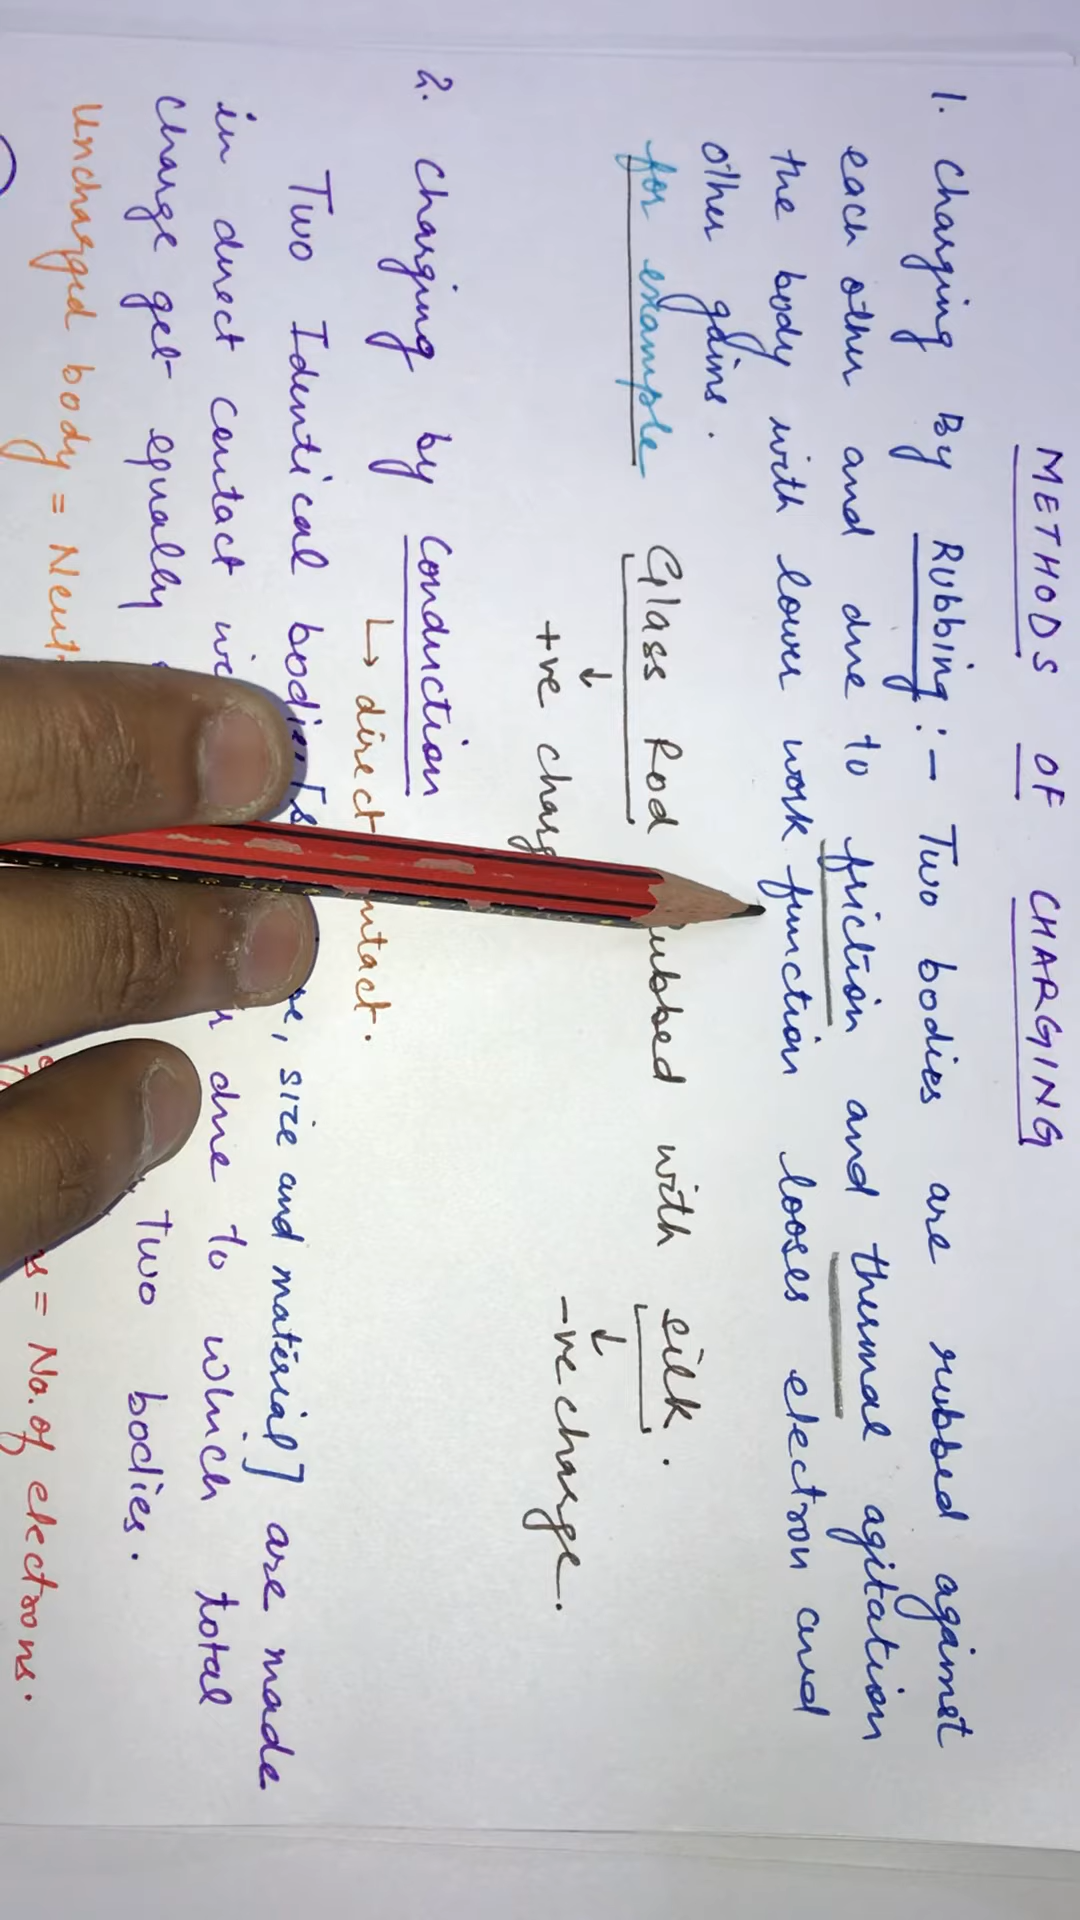 METHODS OF CHARGING
1. Charging By Rubbing :- Two bodies are rubbed against
each other and due to friction and thermal agitation
the body with lower work function looses electron and
other gains.
for example Glass Rod rubbed with silk.
↓ ↓
+ve charg -ve charge.
2. Charging by Conduction
↳ direct contact.
Two Identical bodies size and material] are made
in direct contact due to which total
charge get equally two bodies.
Uncharged body = = No. of electrons.